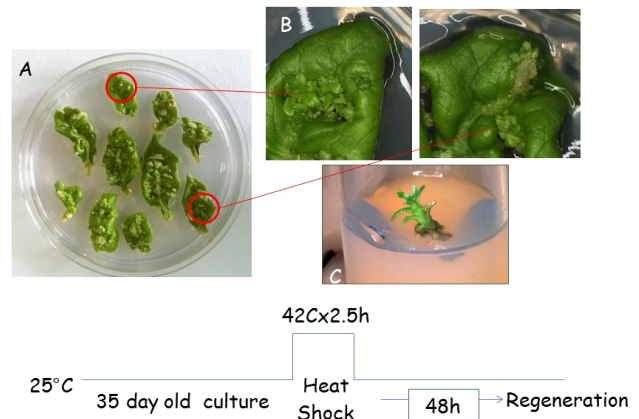 A
B
C
42Cx2.5h
25°C
35 day old culture
Heat
Shock
48h
Regeneration